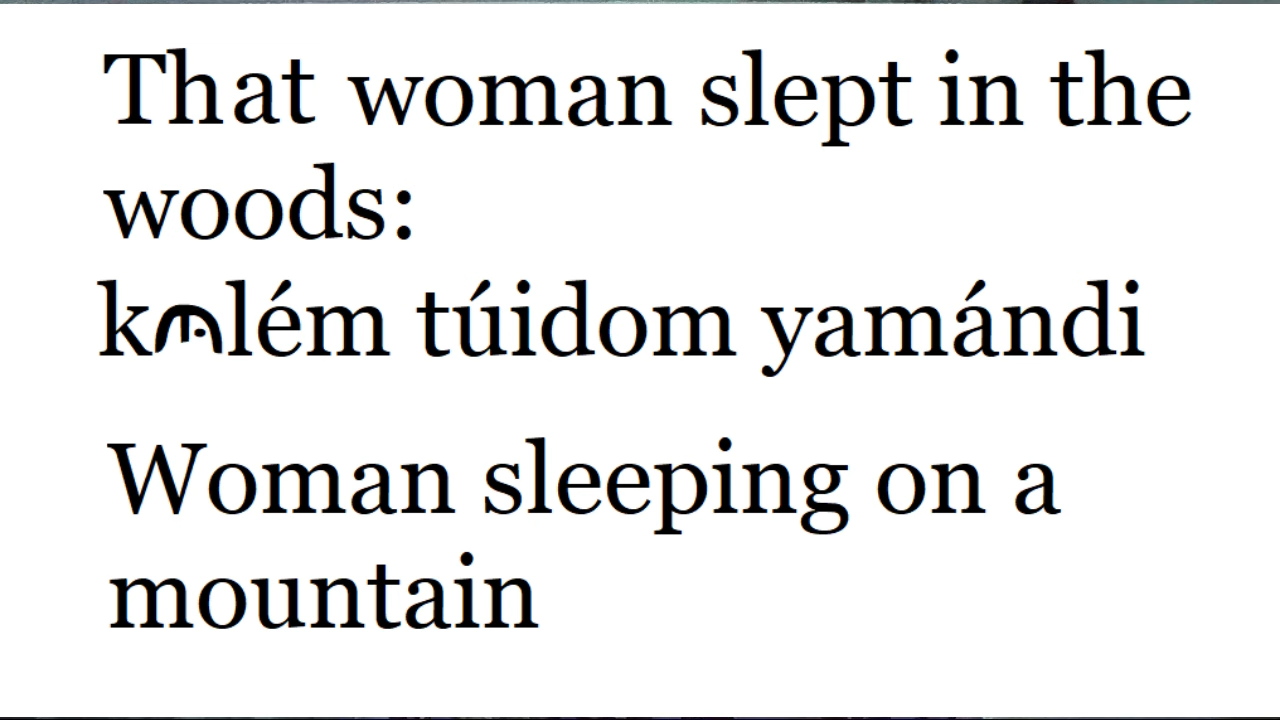 That woman slept in the
woods:
túidom yamándi
Woman sleeping on a
mountain